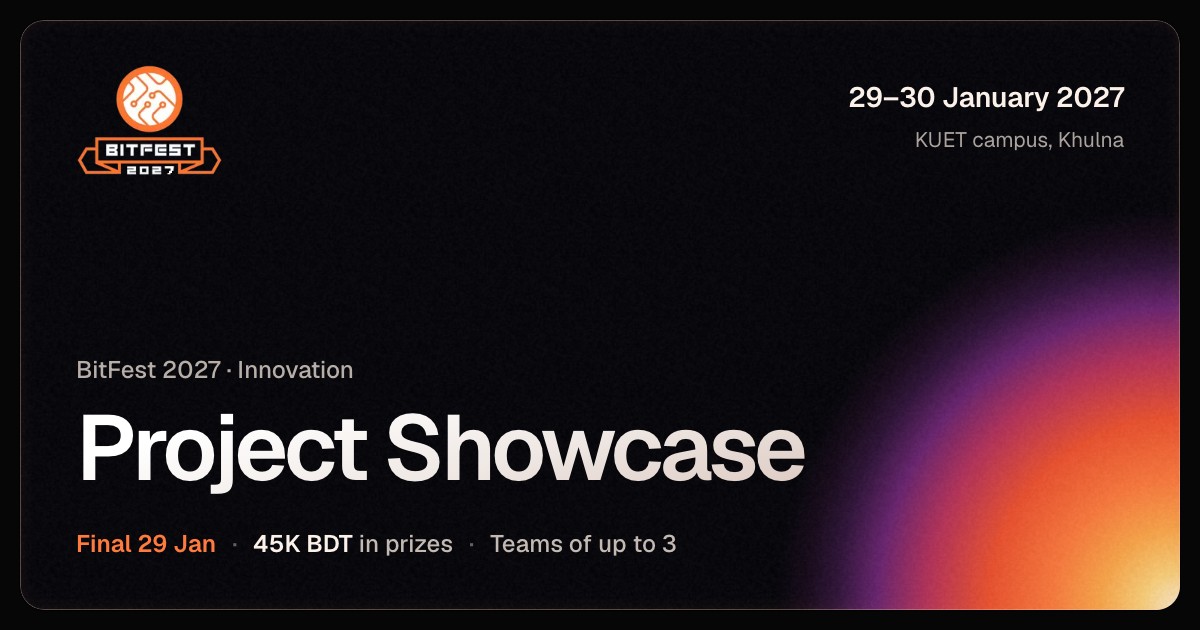 BITFEST
2027
29–30 January 2027
KUET campus, Khulna
BitFest 2027 · Innovation
Project Showcase
Final 29 Jan · 45K BDT in prizes · Teams of up to 3